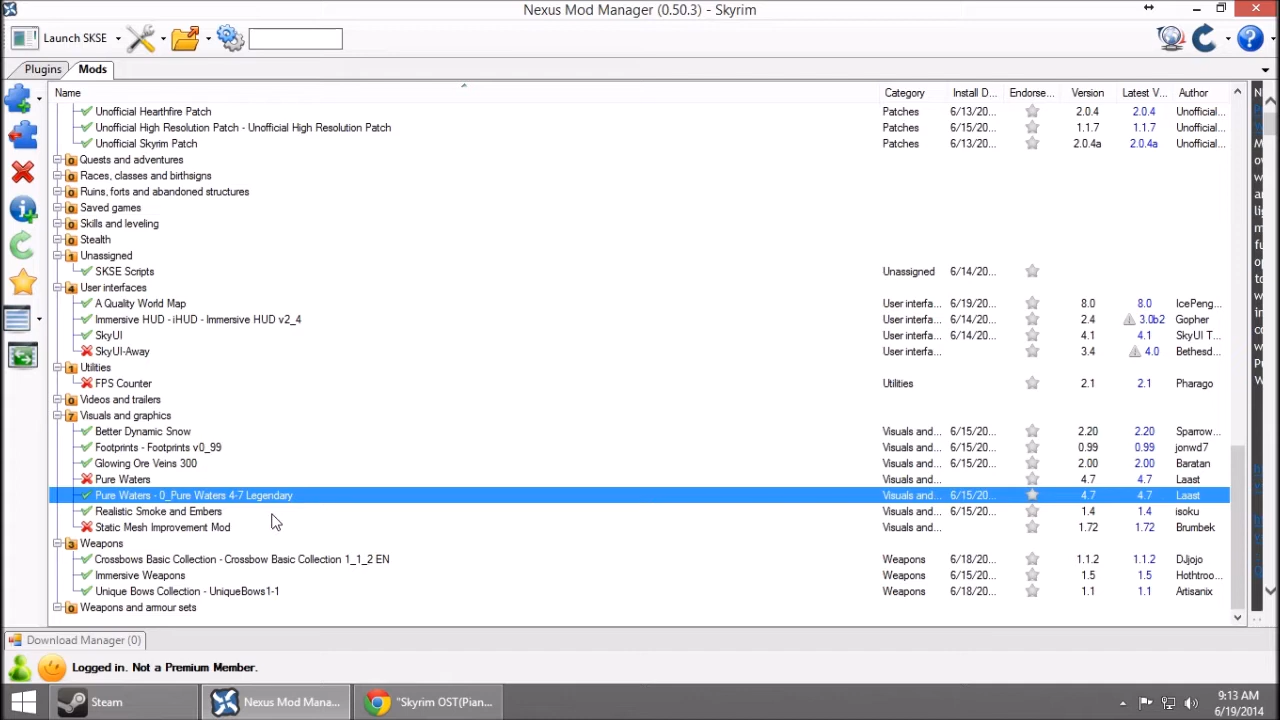 Nexus Mod Manager (0.50.3) - Skyrim
Launch SKSE
Plugins Mods
Name Category Install D... Endorse... Version Latest V... Author
Unofficial Hearthfire Patch Patches 6/13/20... 2.0.4 2.0.4 Unofficial...
Unofficial High Resolution Patch - Unofficial High Resolution Patch Patches 6/15/20... 1.1.7 1.1.7 Unofficial...
Unofficial Skyrim Patch Patches 6/13/20... 2.0.4a 2.0.4a Unofficial...
0 Quests and adventures
0 Races, classes and birthsigns
0 Ruins, forts and abandoned structures
0 Saved games
0 Skills and leveling
0 Stealth
1 Unassigned
SKSE Scripts Unassigned 6/14/20...
4 User interfaces
A Quality World Map User interfa... 6/19/20... 8.0 8.0 IcePeng...
Immersive HUD - iHUD - Immersive HUD v2_4 User interfa... 6/14/20... 2.4 3.0b2 Gopher
SkyUI User interfa... 6/14/20... 4.1 4.1 SkyUI T...
SkyUI-Away User interfa... 3.4 4.0 Bethesd...
1 Utilities
FPS Counter Utilities 2.1 2.1 Pharago
0 Videos and trailers
7 Visuals and graphics
Better Dynamic Snow Visuals and... 6/15/20... 2.20 2.20 Sparrow...
Footprints - Footprints v0_99 Visuals and... 6/15/20... 0.99 0.99 jonwd7
Glowing Ore Veins 300 Visuals and... 6/15/20... 2.00 2.00 Baratan
Pure Waters Visuals and... 4.7 4.7 Laast
Pure Waters - 0_Pure Waters 4-7 Legendary Visuals and... 6/15/20... 4.7 4.7 Laast
Realistic Smoke and Embers Visuals and... 6/15/20... 1.4 1.4 isoku
Static Mesh Improvement Mod Visuals and... 1.72 1.72 Brumbek
3 Weapons
Crossbows Basic Collection - Crossbow Basic Collection 1_1_2 EN Weapons 6/18/20... 1.1.2 1.1.2 DJjojo
Immersive Weapons Weapons 6/15/20... 1.5 1.5 Hothtroo...
Unique Bows Collection - UniqueBows1-1 Weapons 6/18/20... 1.1 1.1 Artisanix
0 Weapons and armour sets
Download Manager (0)
Logged in. Not a Premium Member.
Steam Nexus Mod Mana... "Skyrim OST(Pian... 9:13 AM
6/19/2014